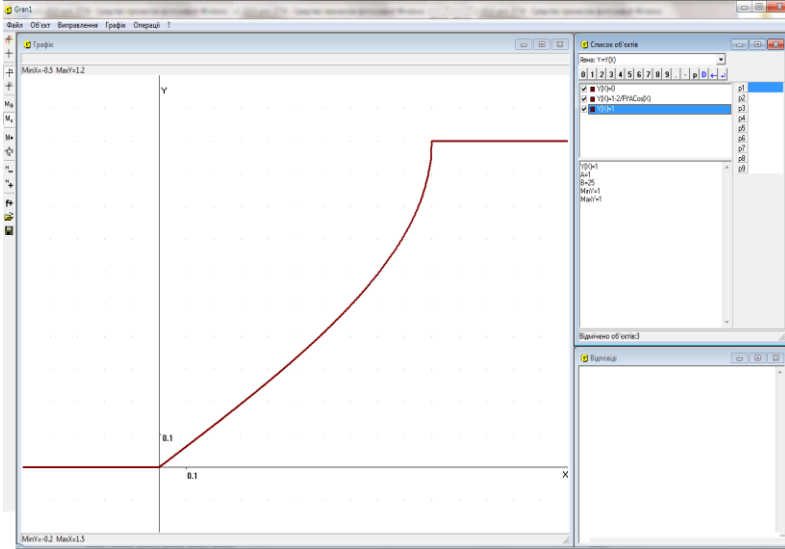 Gran1
Файл Об'єкт Виправлення Графік Операції ?
Графік
MinX=-0.5 MaxY=1.2
Y
0.1
0.1
X
MinY=-0.2 MaxX=1.5
Список об'єктів
Явна: Y=Y(X)
0 1 2 3 4 5 6 7 8 9 . - p D ← ↵
Y(X)=0
Y(X)=1-2/PI*ACos(X)
Y(X)=1
p1
p2
p3
p4
p5
p6
p7
p8
p9
Y(X)=1
A=1
B=25
MinY=1
MaxY=1
Відмічено об'єктів:3
Відповіді